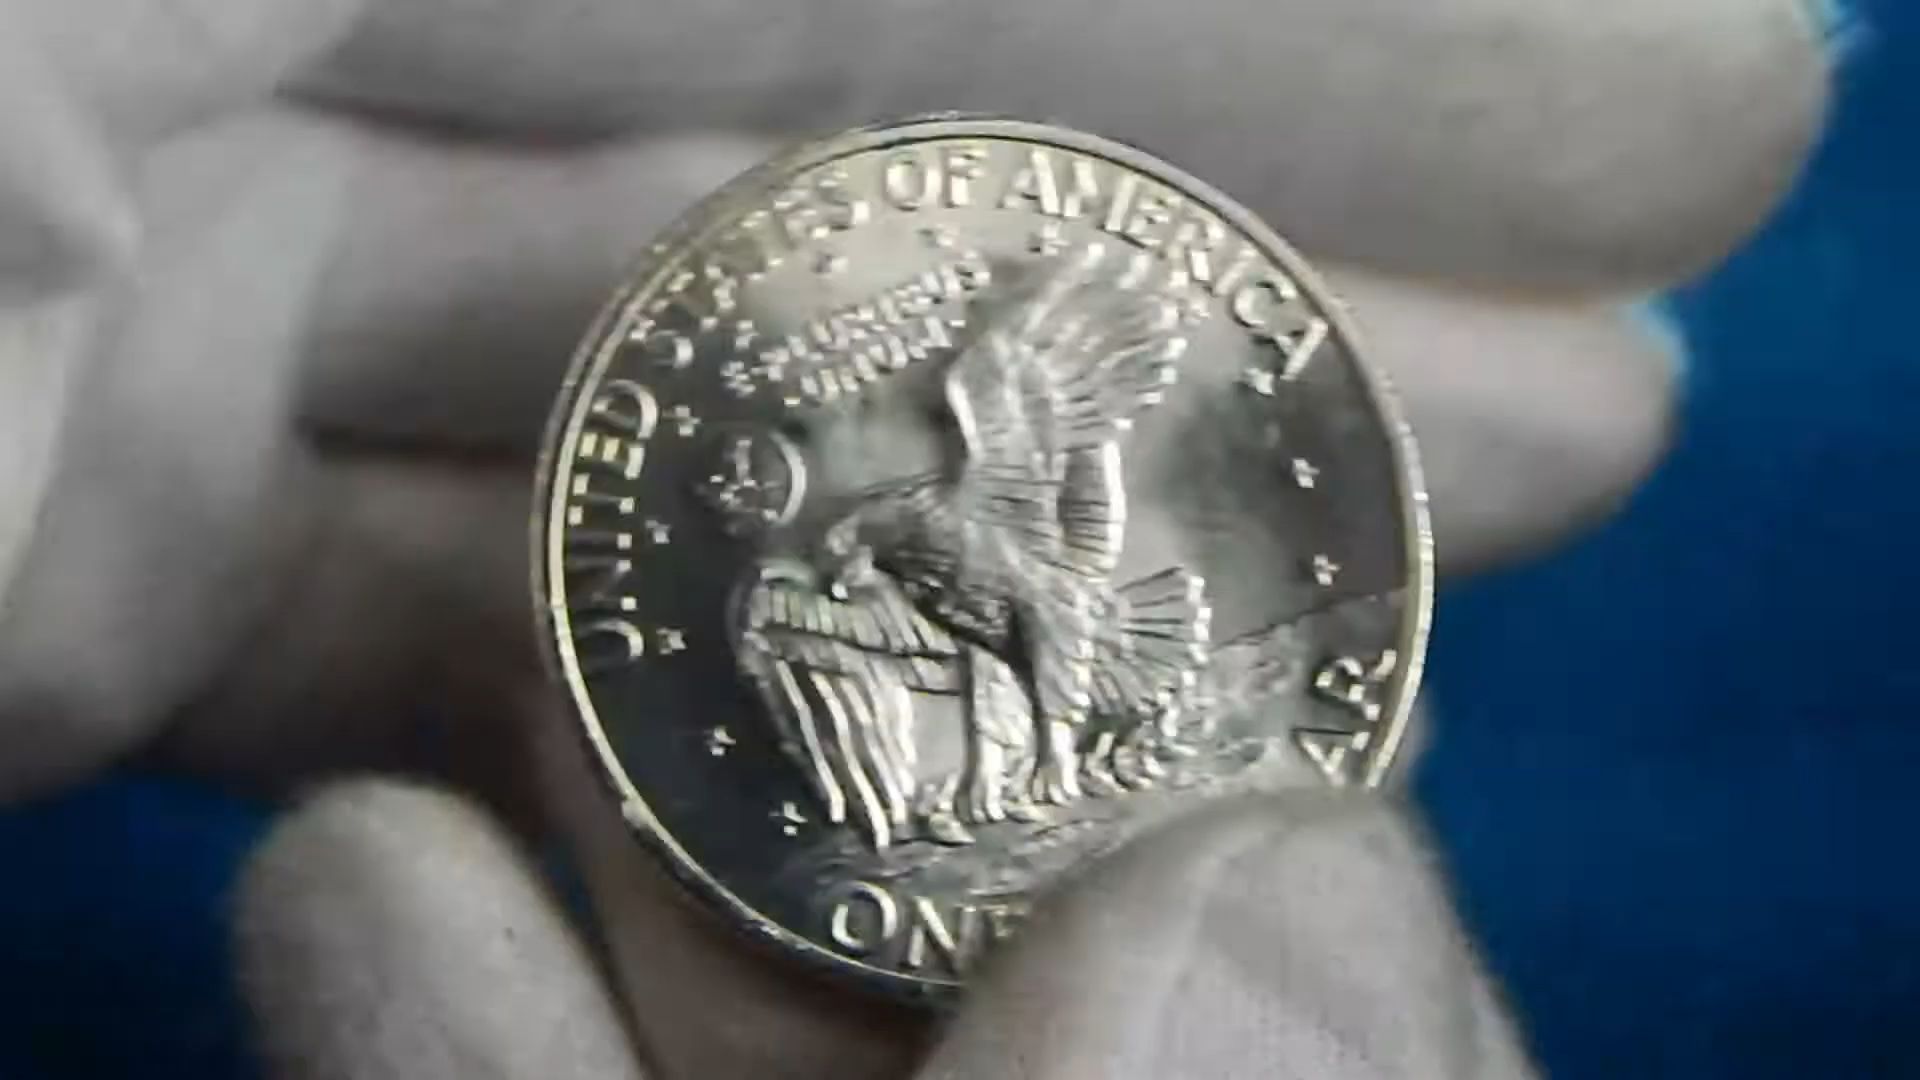 UNITED STATES OF AMERICA
E PLURIBUS
UNUM
ONE
AR